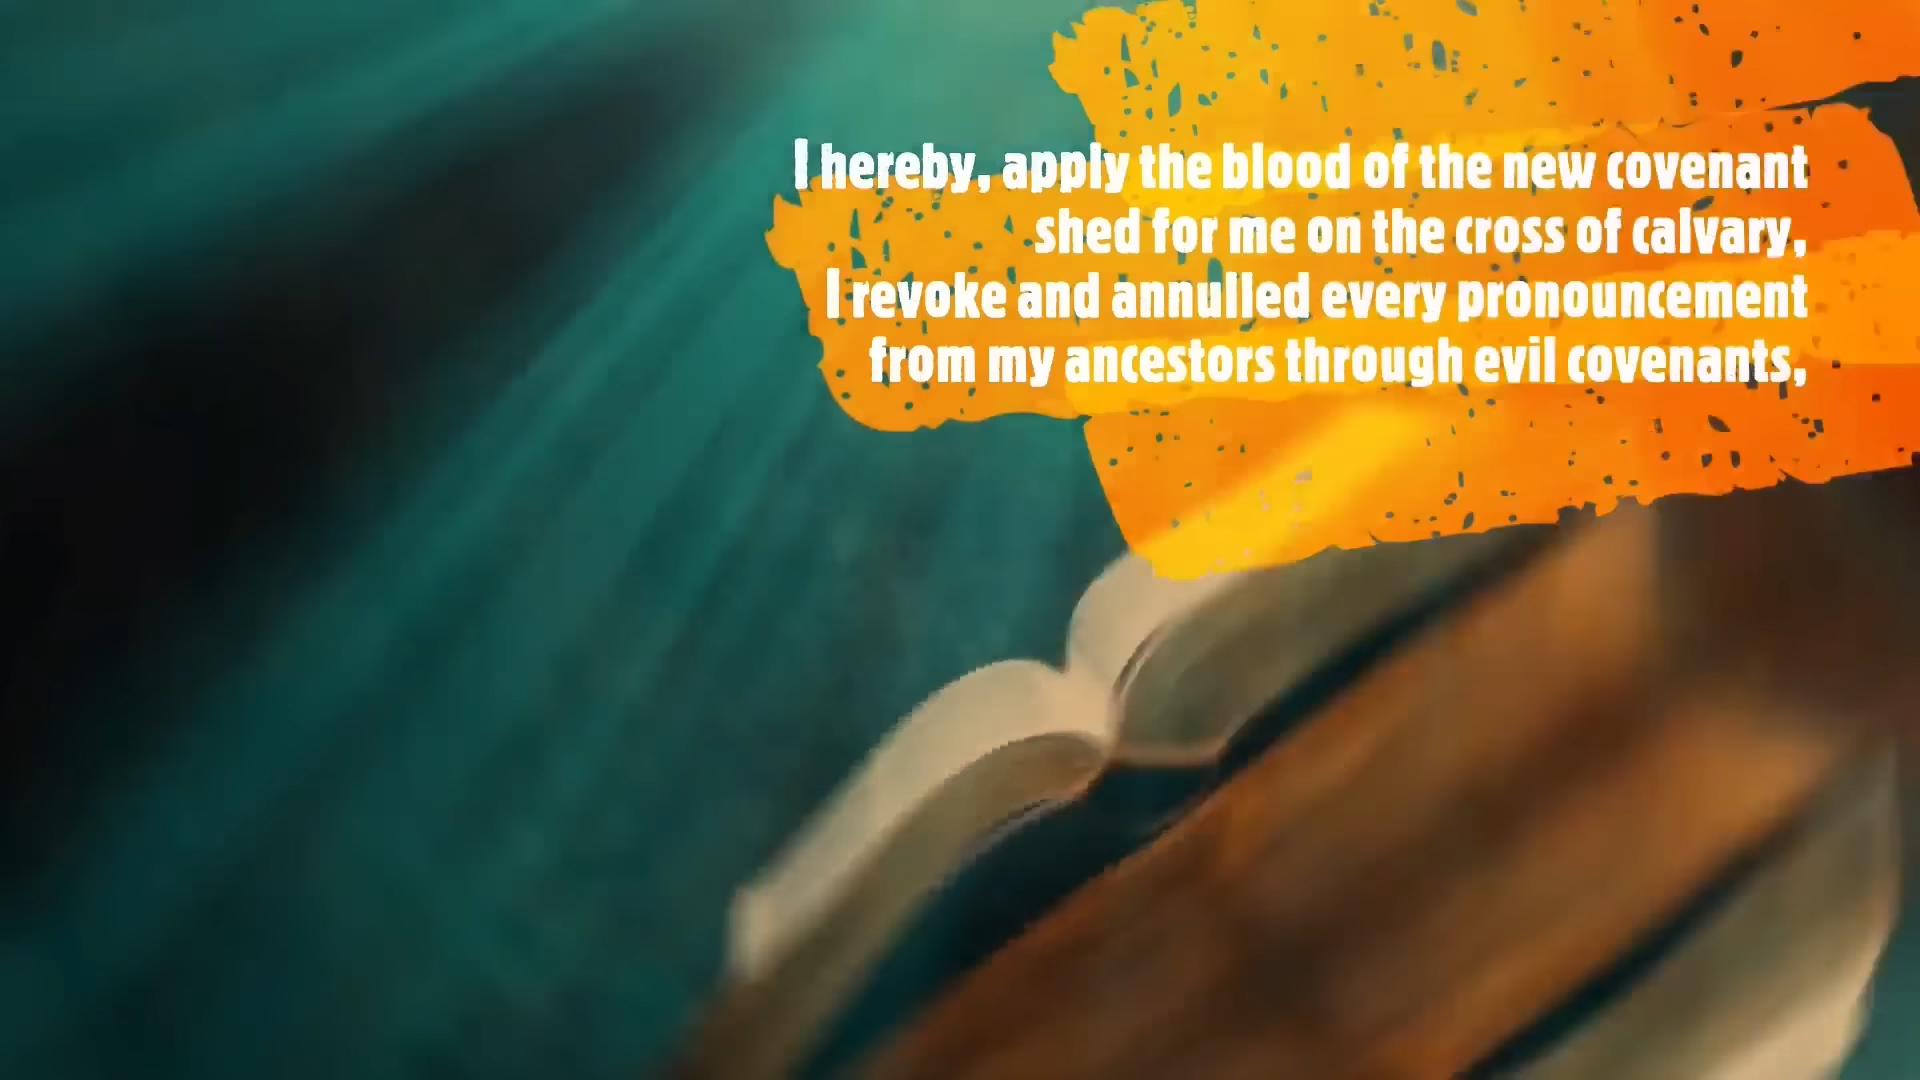 I hereby, apply the blood of the new covenant
shed for me on the cross of calvary,
I revoke and annulled every pronouncement
from my ancestors through evil covenants,